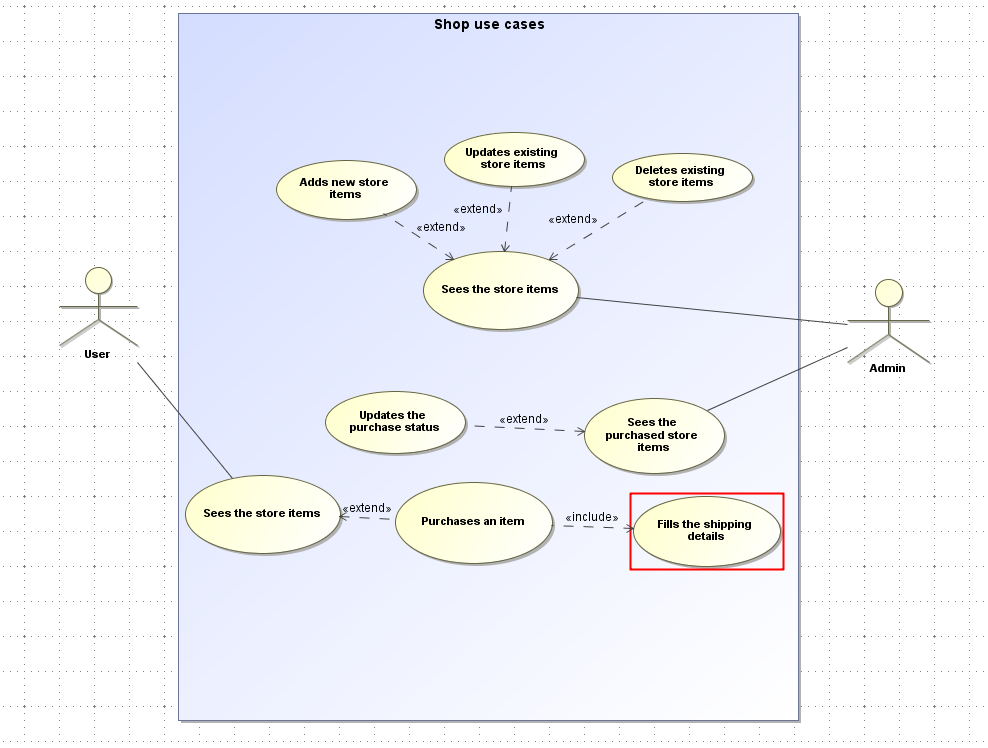 Shop use cases
Updates existing
store items
Deletes existing
store items
Adds new store
items
«extend»
«extend»
«extend»
Sees the store items
User
Admin
Updates the
purchase status
«extend»
Sees the
purchased store
items
Sees the store items
«extend»
Purchases an item
«include»
Fills the shipping
details